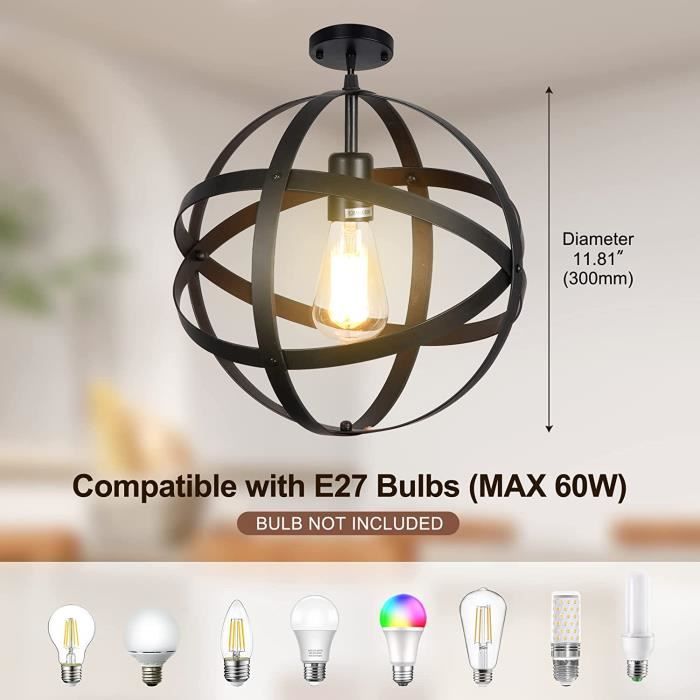 Diameter
11.81"
(300mm)
Compatible with E27 Bulbs (MAX 60W)
BULB NOT INCLUDED